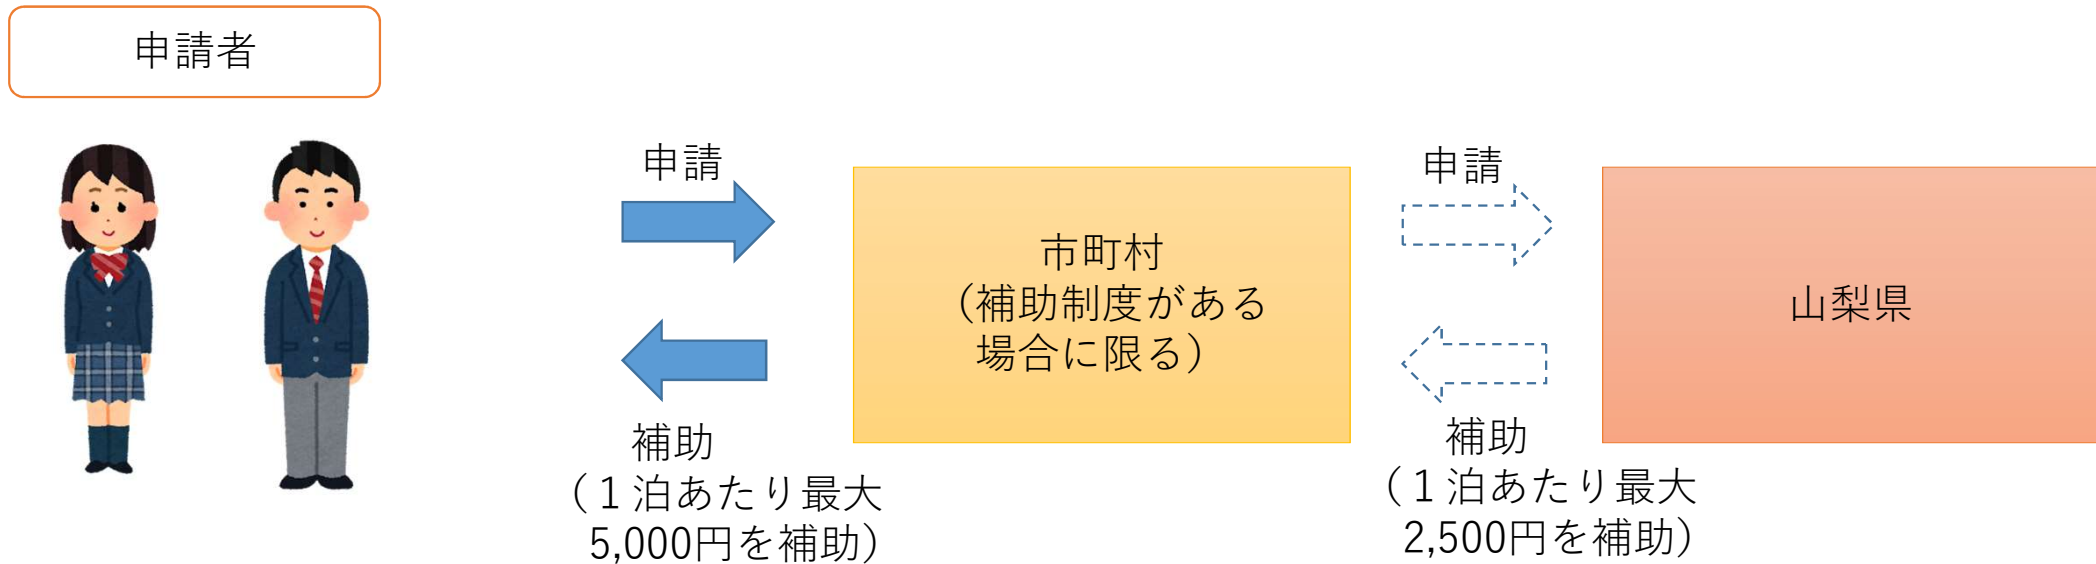 申請者
申請
市町村
（補助制度がある
場合に限る）
申請
山梨県
補助
（１泊あたり最大
5,000円を補助）
補助
（１泊あたり最大
2,500円を補助）